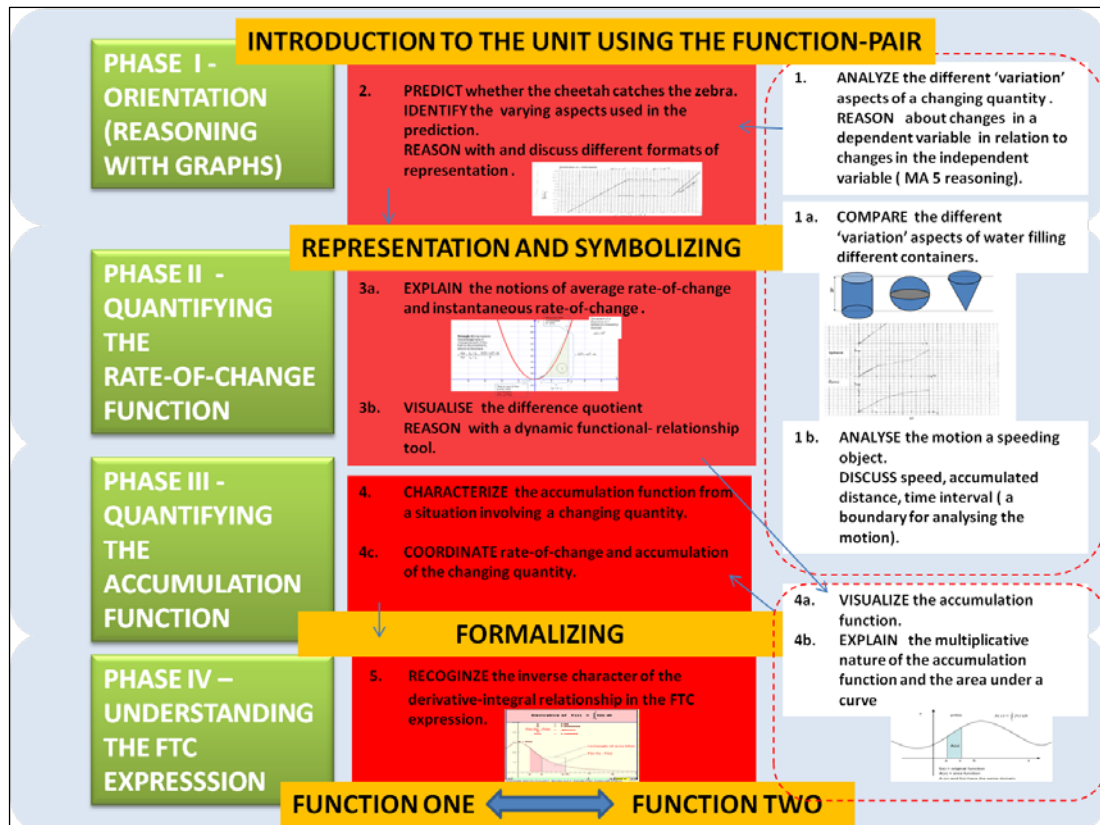 INTRODUCTION TO THE UNIT USING THE FUNCTION-PAIR
PHASE I -
ORIENTATION
(REASONING
WITH GRAPHS)
2. PREDICT whether the cheetah catches the zebra.
IDENTIFY the varying aspects used in the
prediction.
REASON with and discuss different formats of
representation .
1. ANALYZE the different ‘variation’
aspects of a changing quantity .
REASON about changes in a
dependent variable in relation to
changes in the independent
variable ( MA 5 reasoning).
REPRESENTATION AND SYMBOLIZING
1 a. COMPARE the different
‘variation’ aspects of water filling
different containers.
PHASE II -
QUANTIFYING
THE
RATE-OF-CHANGE
FUNCTION
3a. EXPLAIN the notions of average rate-of-change
and instantaneous rate-of-change .
3b. VISUALISE the difference quotient
REASON with a dynamic functional- relationship
tool.
1 b. ANALYSE the motion a speeding
object.
DISCUSS speed, accumulated
distance, time interval ( a
boundary for analysing the
motion).
PHASE III -
QUANTIFYING
THE
ACCUMULATION
FUNCTION
4. CHARACTERIZE the accumulation function from
a situation involving a changing quantity.
4c. COORDINATE rate-of-change and accumulation
of the changing quantity.
4a. VISUALIZE the accumulation
function.
4b. EXPLAIN the multiplicative
nature of the accumulation
function and the area under a
curve
FORMALIZING
PHASE IV –
UNDERSTANDING
THE FTC
EXPRESSSION
5. RECOGINZE the inverse character of the
derivative-integral relationship in the FTC
expression.
FUNCTION ONE FUNCTION TWO